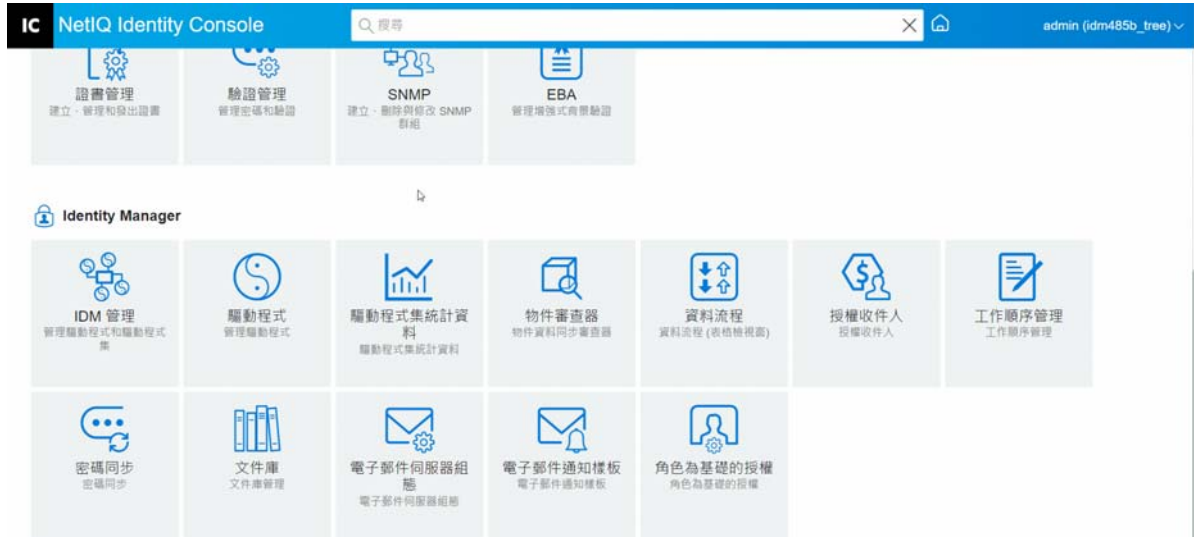 IC NetIQ Identity Console 搜尋 admin (idm485b_tree)
證書管理 驗證管理 SNMP EBA
建立、管理和發出證書 管理密碼和驗證 建立、刪除與修改 SNMP 管理增強式背景驗證
群組
Identity Manager
IDM 管理 驅動程式 驅動程式集統計資 物件審查器 資料流程 授權收件人 工作順序管理
管理驅動程式和驅動程式 管理驅動程式 料 物件資料同步審查器 資料流程 (表格檢視窗) 授權收件人 工作順序管理
集 驅動程式集統計資料
密碼同步 文件庫 電子郵件伺服器組 電子郵件通知樣板 角色為基礎的授權
密碼同步 文件庫管理 態 電子郵件通知樣板 角色為基礎的授權
電子郵件伺服器組態